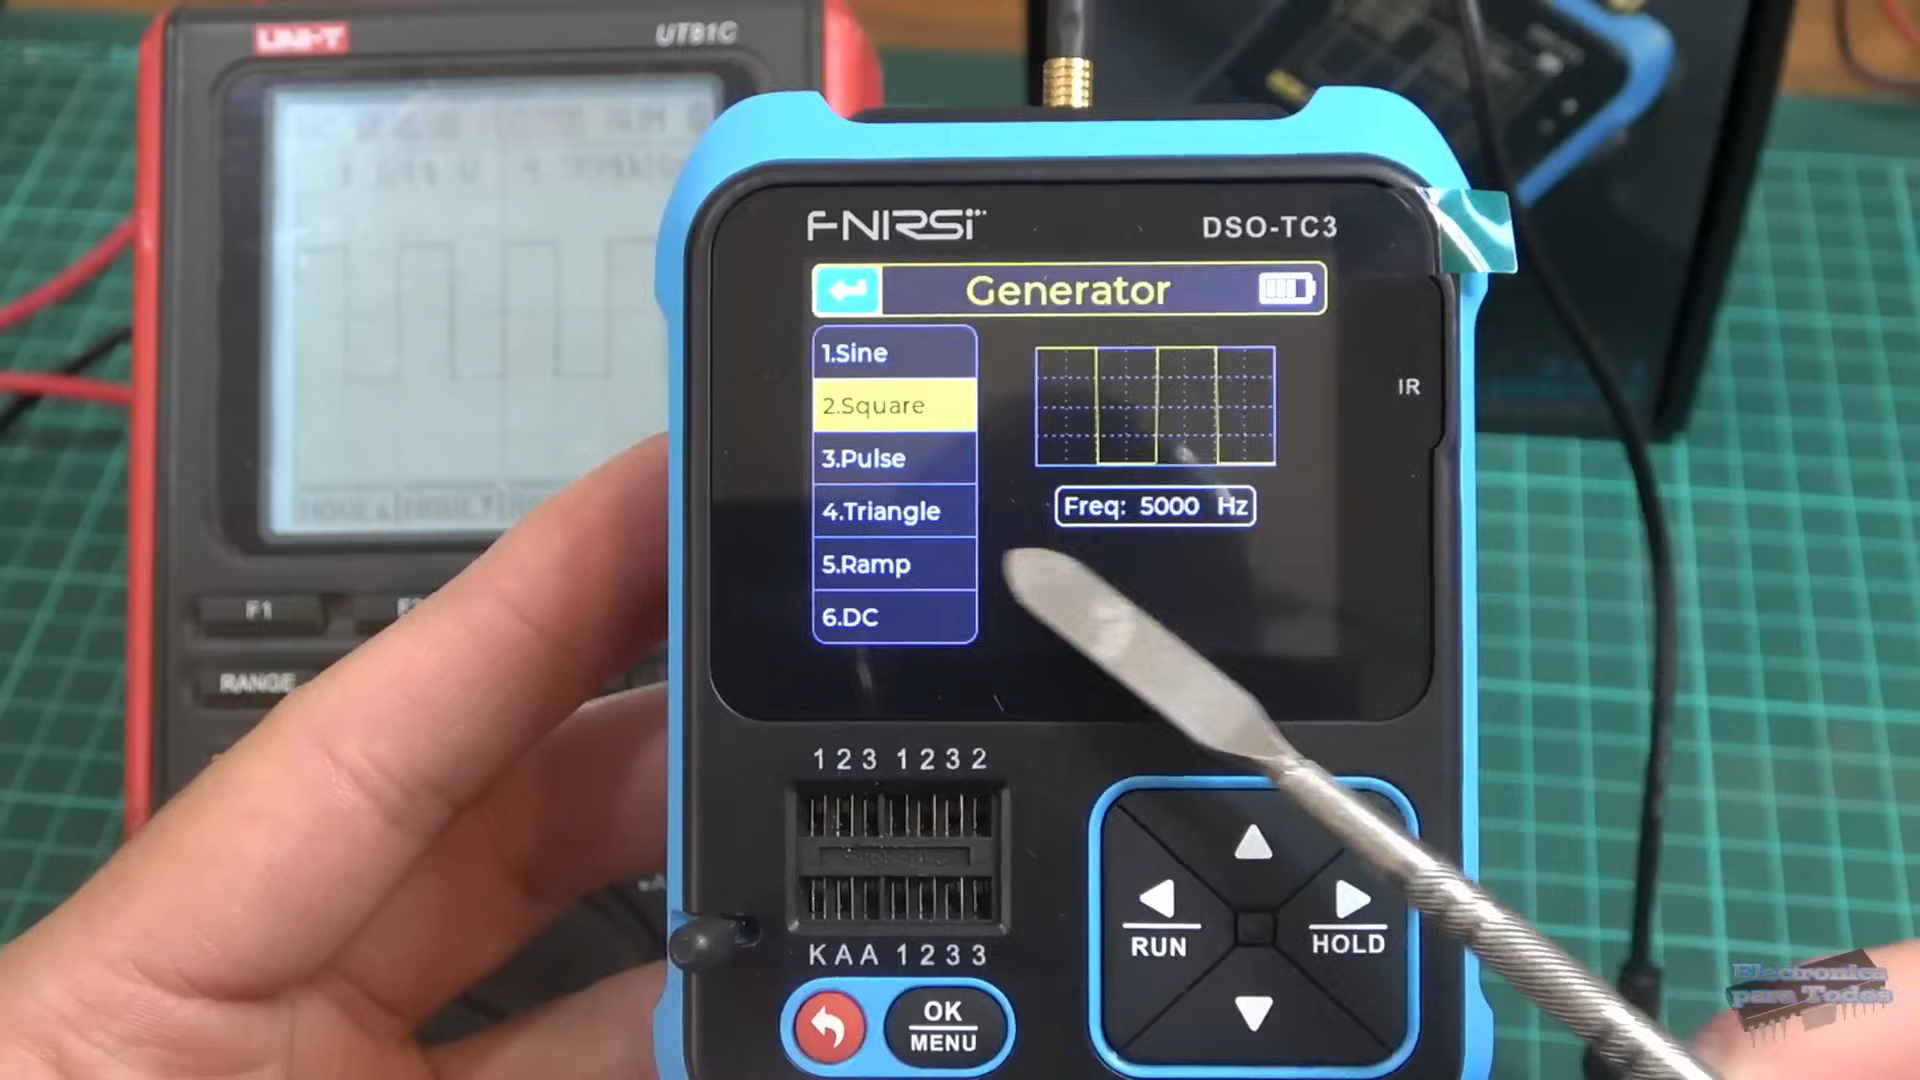 UNI-T
UT81C
F1
RANGE
FNIRSI
DSO-TC3
Generator
1.Sine
2.Square
3.Pulse
4.Triangle
5.Ramp
6.DC
Freq: 5000 Hz
IR
1 2 3 1 2 3 2
K A A 1 2 3 3
RUN
HOLD
OK
MENU
Electronica
para Todos